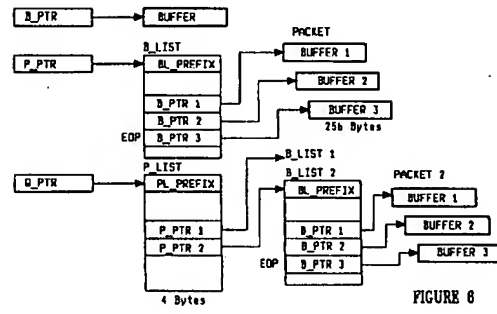 B_PTR
BUFFER
PACKET
B_LIST
P_PTR
BL_PREFIX
BUFFER 1
BUFFER 2
B_PTR 1
B_PTR 2
EOP
B_PTR 3
BUFFER 3
25b Bytes
P_LIST
B_LIST 1
B_LIST 2
Q_PTR
PL_PREFIX
BL_PREFIX
PACKET 2
BUFFER 1
P_PTR 1
P_PTR 2
B_PTR 1
B_PTR 2
EOP
B_PTR 3
BUFFER 2
BUFFER 3
4 Bytes
FIGURE 6